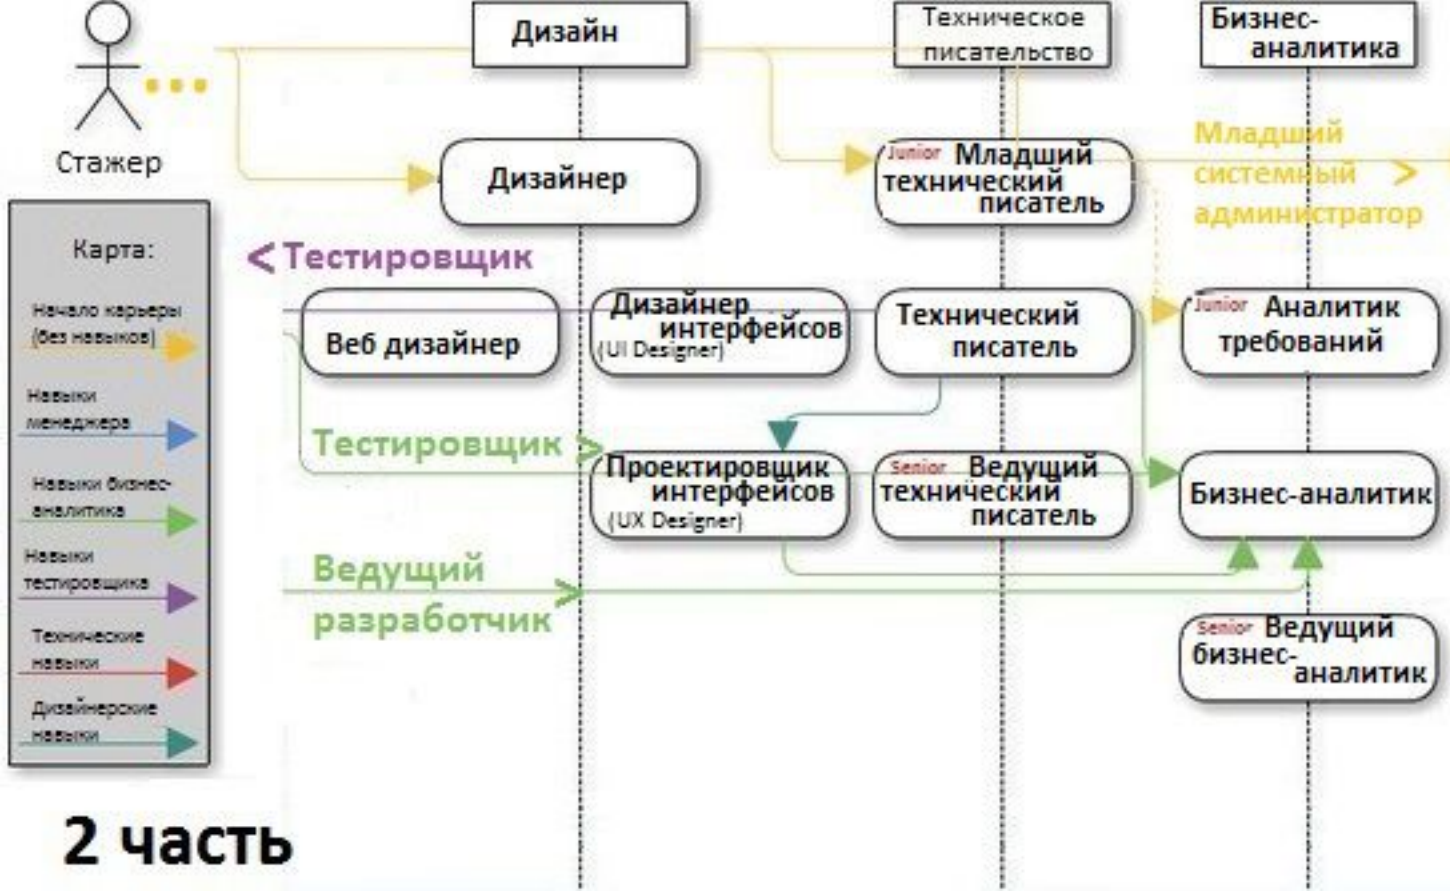 Дизайн
Техническое
писательство
Бизнес-
аналитика
Стажер
Дизайнер
Junior Младший
технический
писатель
Младший
системный >
администратор
Карта:
Начало карьеры
(без навыков)
Навыки
менеджера
Навыки бизнес-
аналитика
Навыки
тестировщика
Технические
навыки
Дизайнерские
навыки
< Тестировщик
Веб дизайнер
Дизайнер
интерфейсов
(UI Designer)
Технический
писатель
Junior Аналитик
требований
Тестировщик >
Проектировщик
интерфейсов
(UX Designer)
Senior Ведущий
технический
писатель
Бизнес-аналитик
Ведущий
разработчик >
Senior Ведущий
бизнес-
аналитик
2 часть